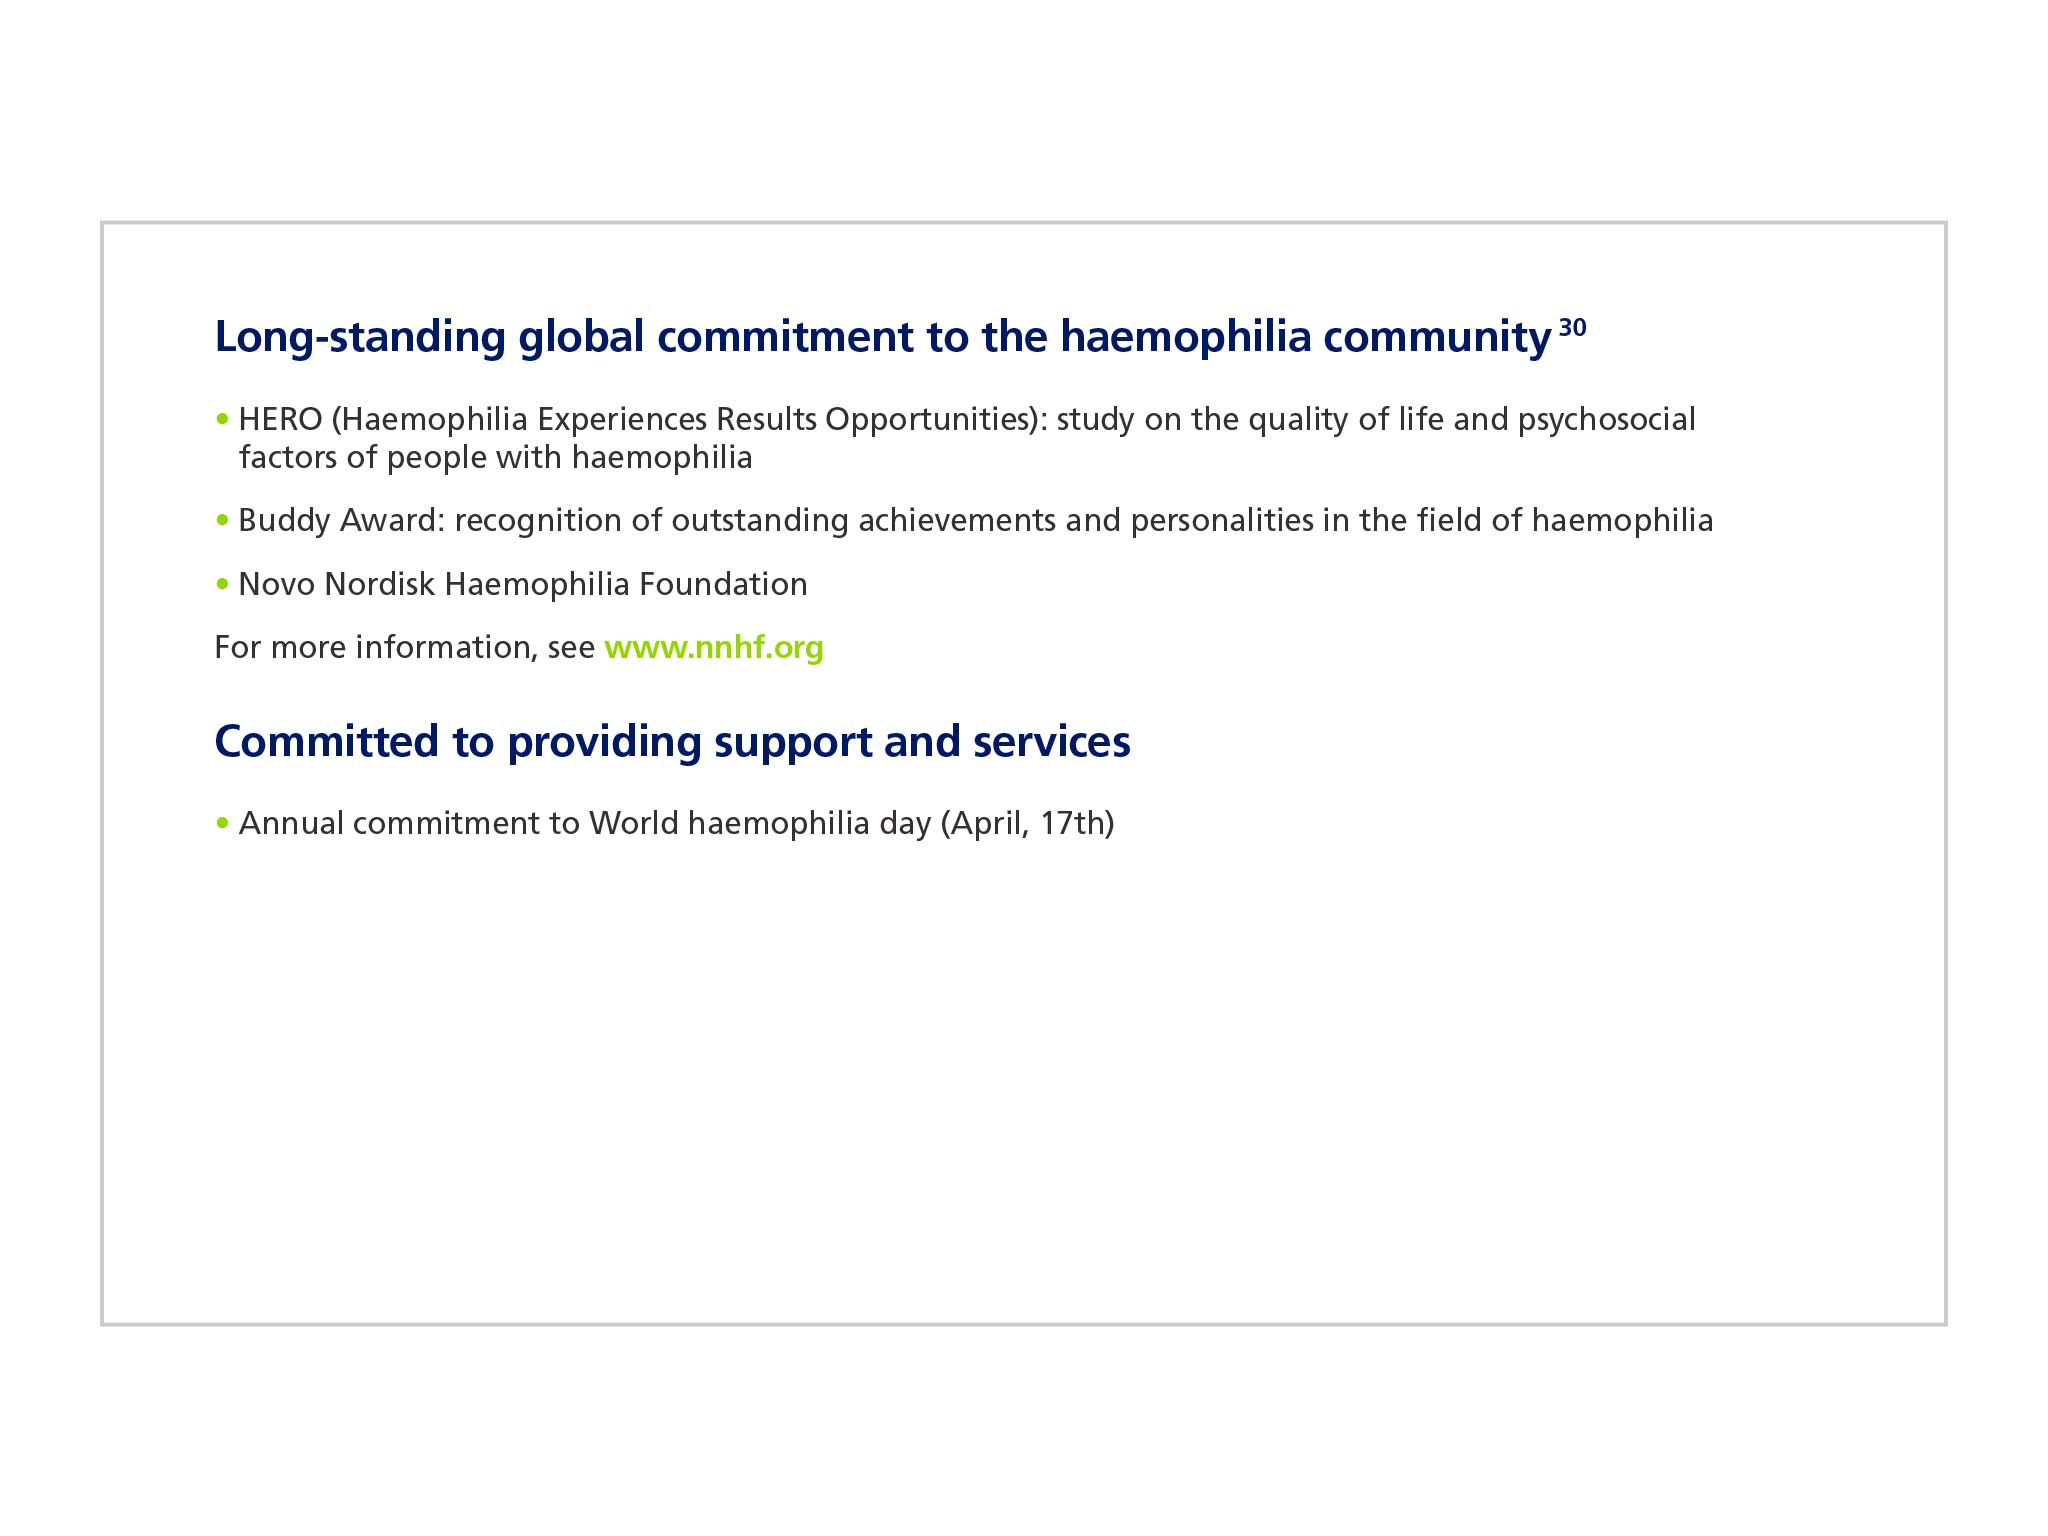 Long-standing global commitment to the haemophilia community 30
• HERO (Haemophilia Experiences Results Opportunities): study on the quality of life and psychosocial
factors of people with haemophilia
• Buddy Award: recognition of outstanding achievements and personalities in the field of haemophilia
• Novo Nordisk Haemophilia Foundation
For more information, see www.nnhf.org
Committed to providing support and services
• Annual commitment to World haemophilia day (April, 17th)